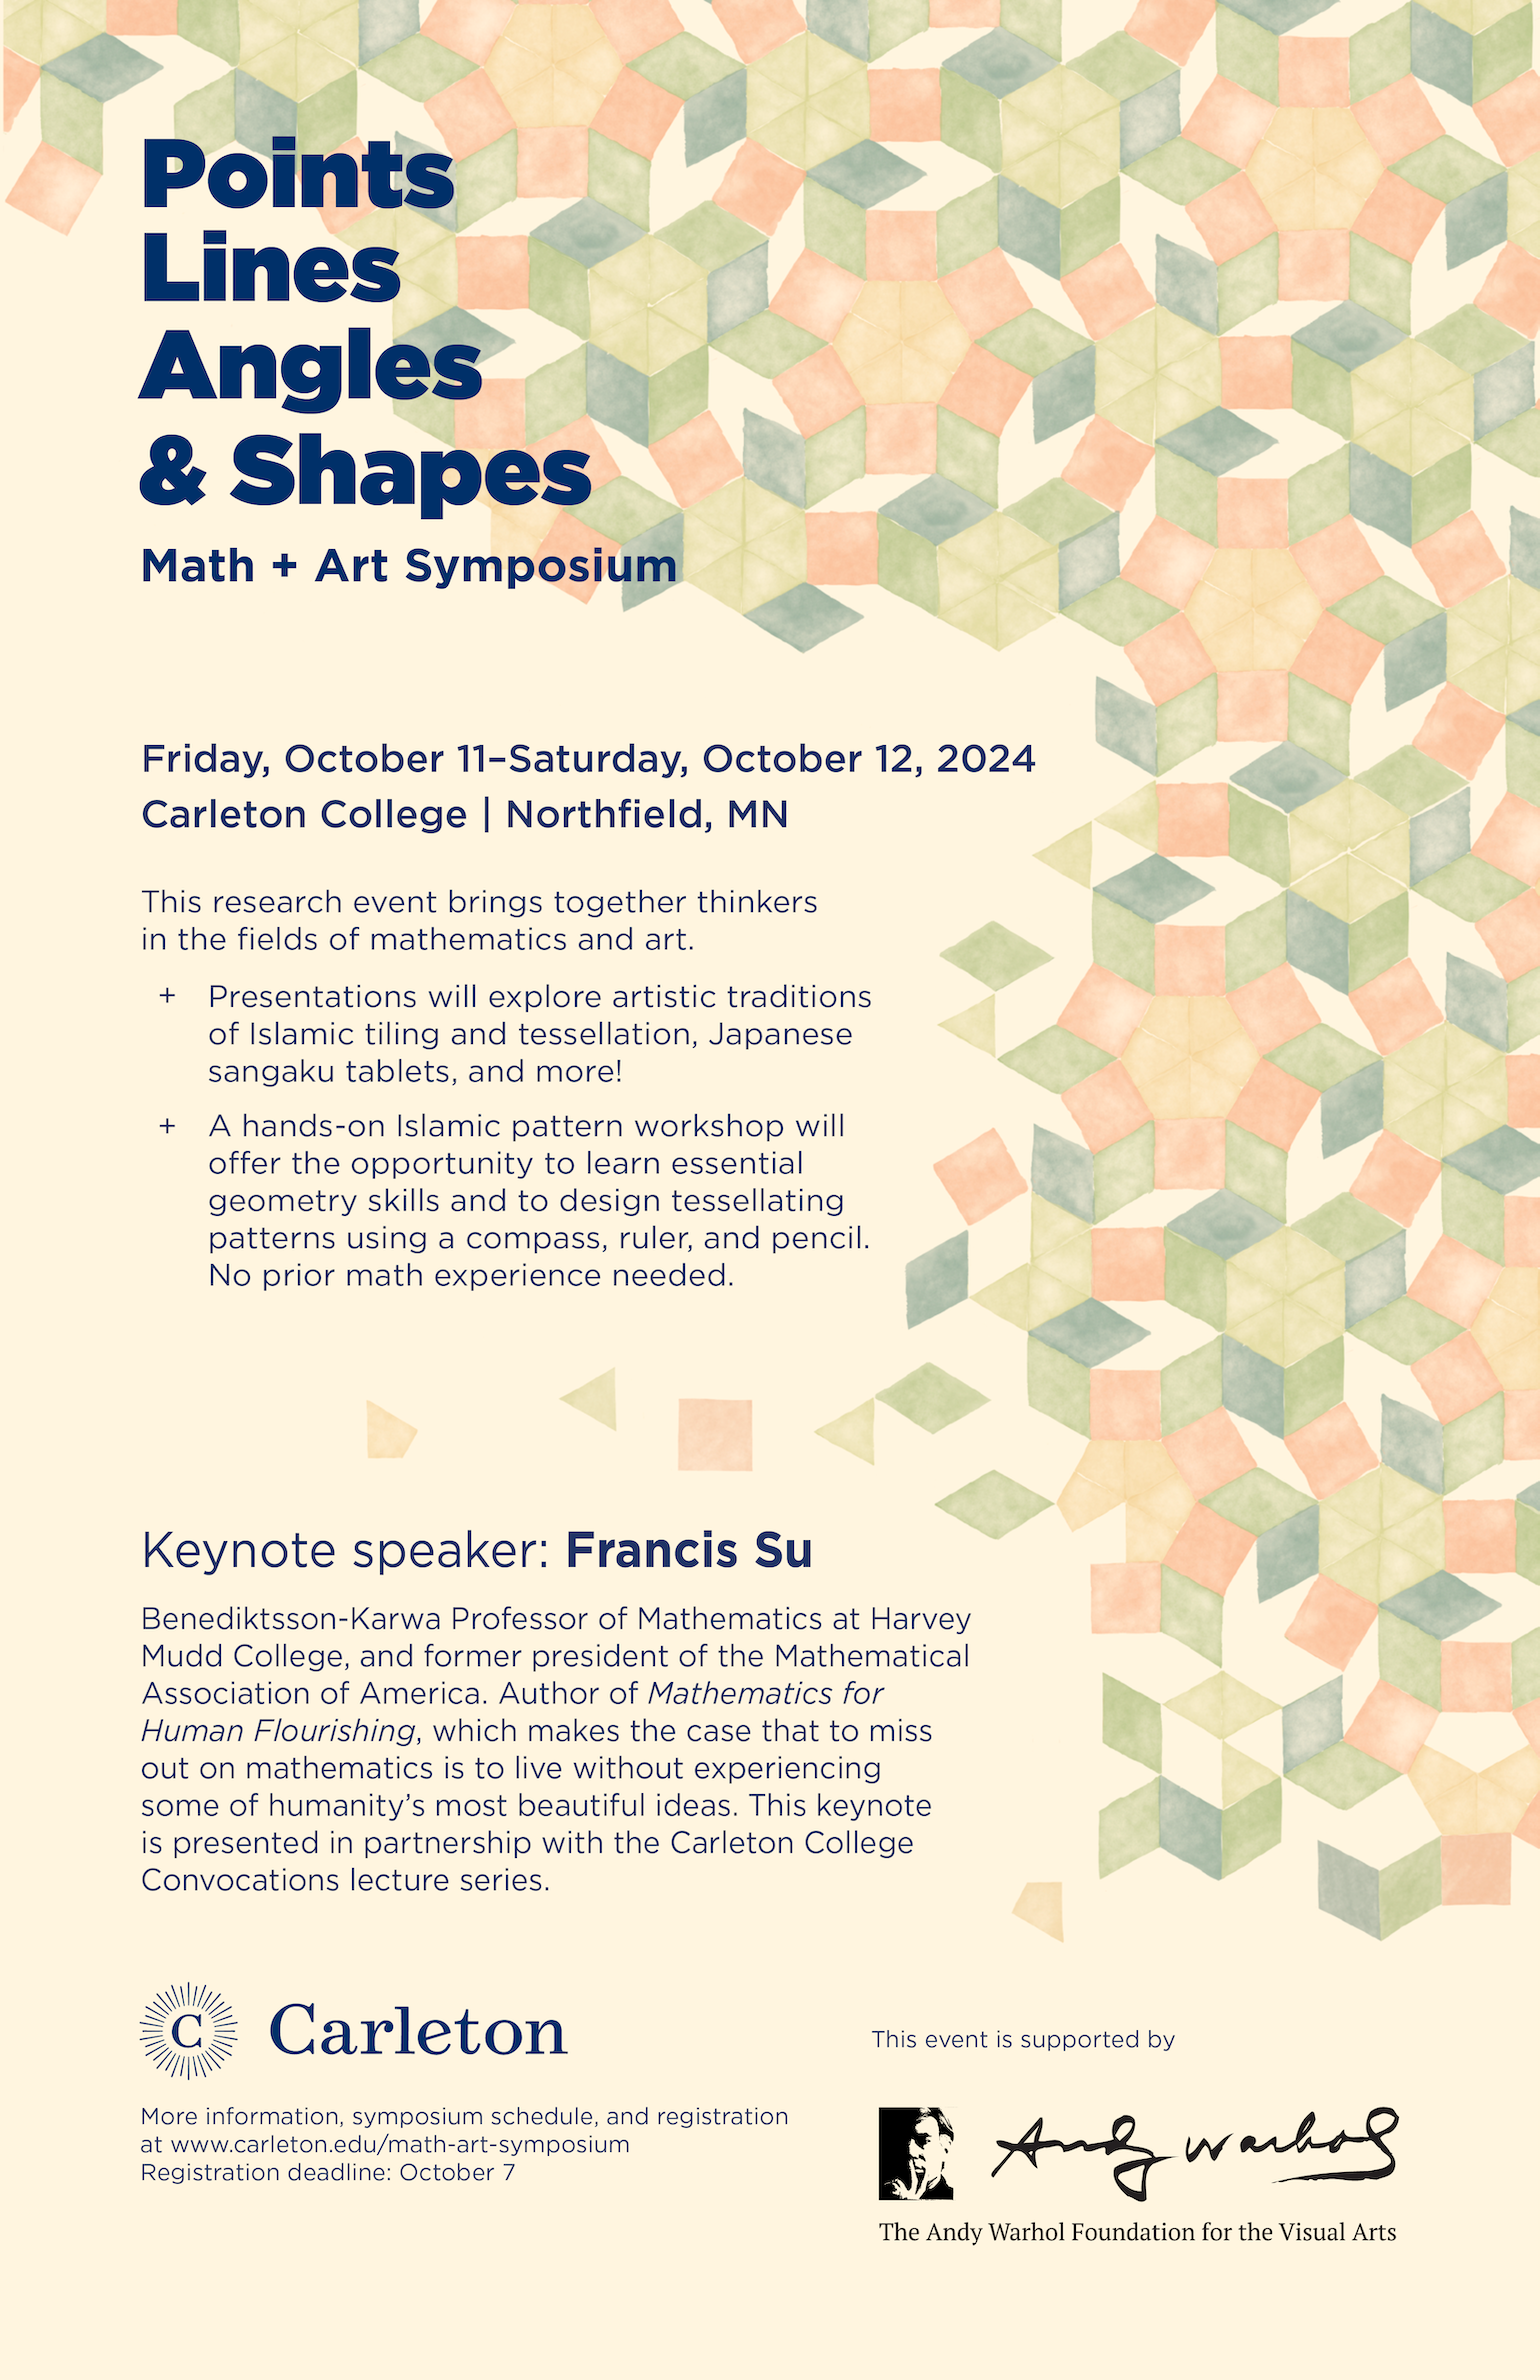 Points
Lines
Angles
& Shapes
Math + Art Symposium
Friday, October 11–Saturday, October 12, 2024
Carleton College | Northfield, MN
This research event brings together thinkers
in the fields of mathematics and art.
+ Presentations will explore artistic traditions
of Islamic tiling and tessellation, Japanese
sangaku tablets, and more!
+ A hands-on Islamic pattern workshop will
offer the opportunity to learn essential
geometry skills and to design tessellating
patterns using a compass, ruler, and pencil.
No prior math experience needed.
Keynote speaker: Francis Su
Benediktsson-Karwa Professor of Mathematics at Harvey
Mudd College, and former president of the Mathematical
Association of America. Author of Mathematics for
Human Flourishing, which makes the case that to miss
out on mathematics is to live without experiencing
some of humanity’s most beautiful ideas. This keynote
is presented in partnership with the Carleton College
Convocations lecture series.
C Carleton
More information, symposium schedule, and registration
at www.carleton.edu/math-art-symposium
Registration deadline: October 7
This event is supported by
Andy Warhol
The Andy Warhol Foundation for the Visual Arts